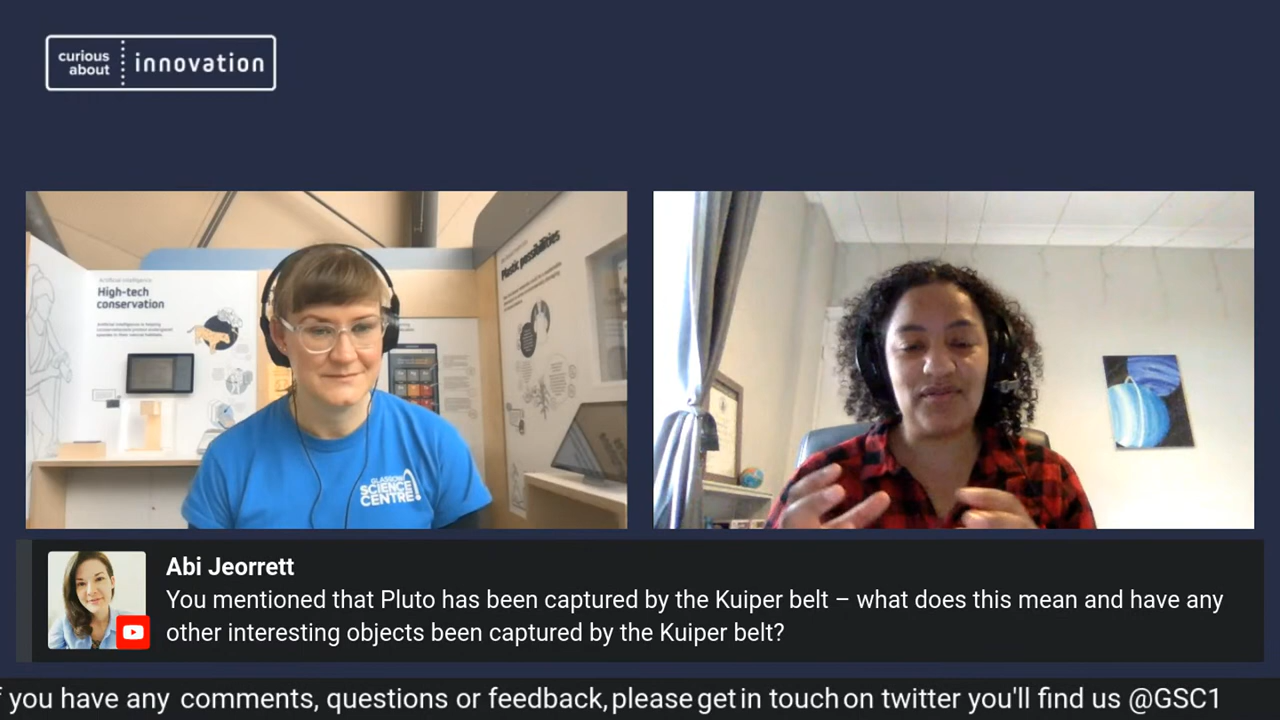 curious
about
innovation
Artificial Intelligence
High-tech
conservation
Plastic possibilities
GLASGOW
SCIENCE
CENTRE
Abi Jeorrett
You mentioned that Pluto has been captured by the Kuiper belt – what does this mean and have any
other interesting objects been captured by the Kuiper belt?
f you have any comments, questions or feedback, please get in touch on twitter you'll find us @GSC1